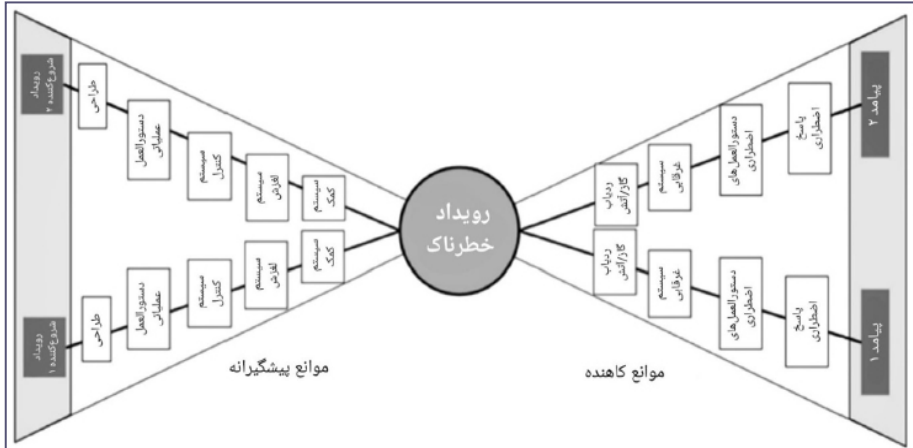 رویداد
شروع‌کننده ۲
طراحی
دستورالعمل
عملیاتی
سیستم
کنترل
سیستم
لغزش
سیستم
کمک
رویداد
خطرناک
ردیاب
گاز/آتش
سیستم
غرقابی
دستورالعمل‌های
اضطراری
پاسخ
اضطراری
پیامد ۲
رویداد
شروع‌کننده ۱
طراحی
دستورالعمل
عملیاتی
سیستم
کنترل
سیستم
لغزش
سیستم
کمک
ردیاب
گاز/آتش
سیستم
غرقابی
دستورالعمل‌های
اضطراری
پاسخ
اضطراری
پیامد ۱
موانع پیشگیرانه
موانع کاهنده